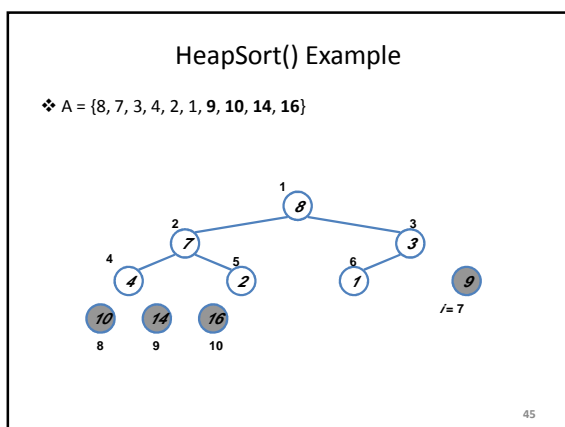 HeapSort() Example
❖ A = {8, 7, 3, 4, 2, 1, 9, 10, 14, 16}
1
8
2 3
7 3
4 5 6
4 2 1 9
i = 7
10 14 16
8 9 10
45